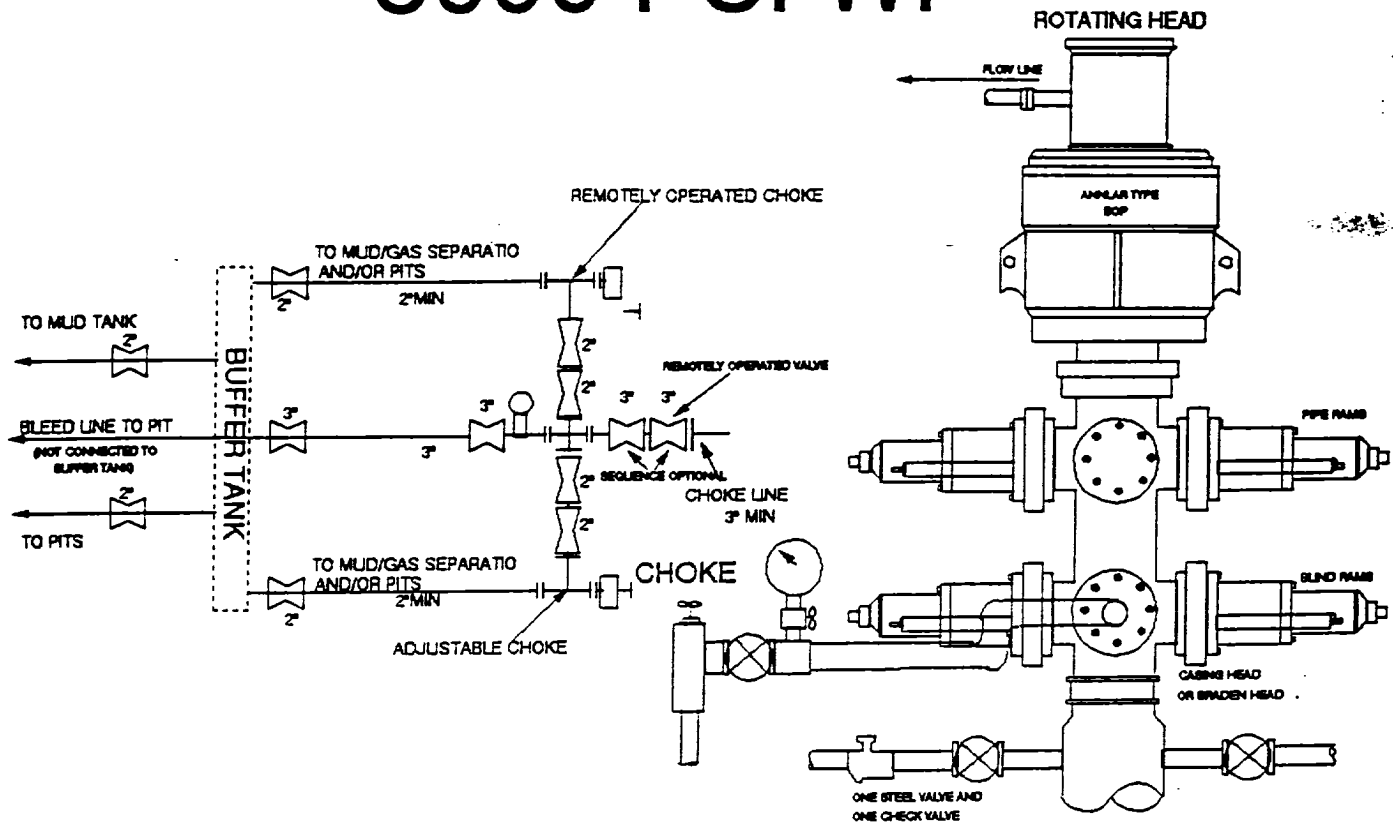 ROTATING HEAD
FLOW LINE
ANNLAR TYPE
BOP
REMOTELY OPERATED CHOKE
TO MUD/GAS SEPARATIO
AND/OR PITS
2" MIN
2"
TO MUD TANK
2"
2"
2"
REMOTELY OPERATED VALVE
3"
3"
3"
3"
3"
BLEED LINE TO PIT
(NOT CONNECTED TO
BUFFER TANK)
BUFFER TANK
SEQUENCE OPTIONAL
2"
2"
CHOKE LINE
3" MIN
2"
TO PITS
TO MUD/GAS SEPARATIO
AND/OR PITS
2" MIN
2"
ADJUSTABLE CHOKE
CHOKE
PIPE RAMS
BLIND RAMS
CASING HEAD
OR BRADEN HEAD
ONE STEEL VALVE AND
ONE CHECK VALVE